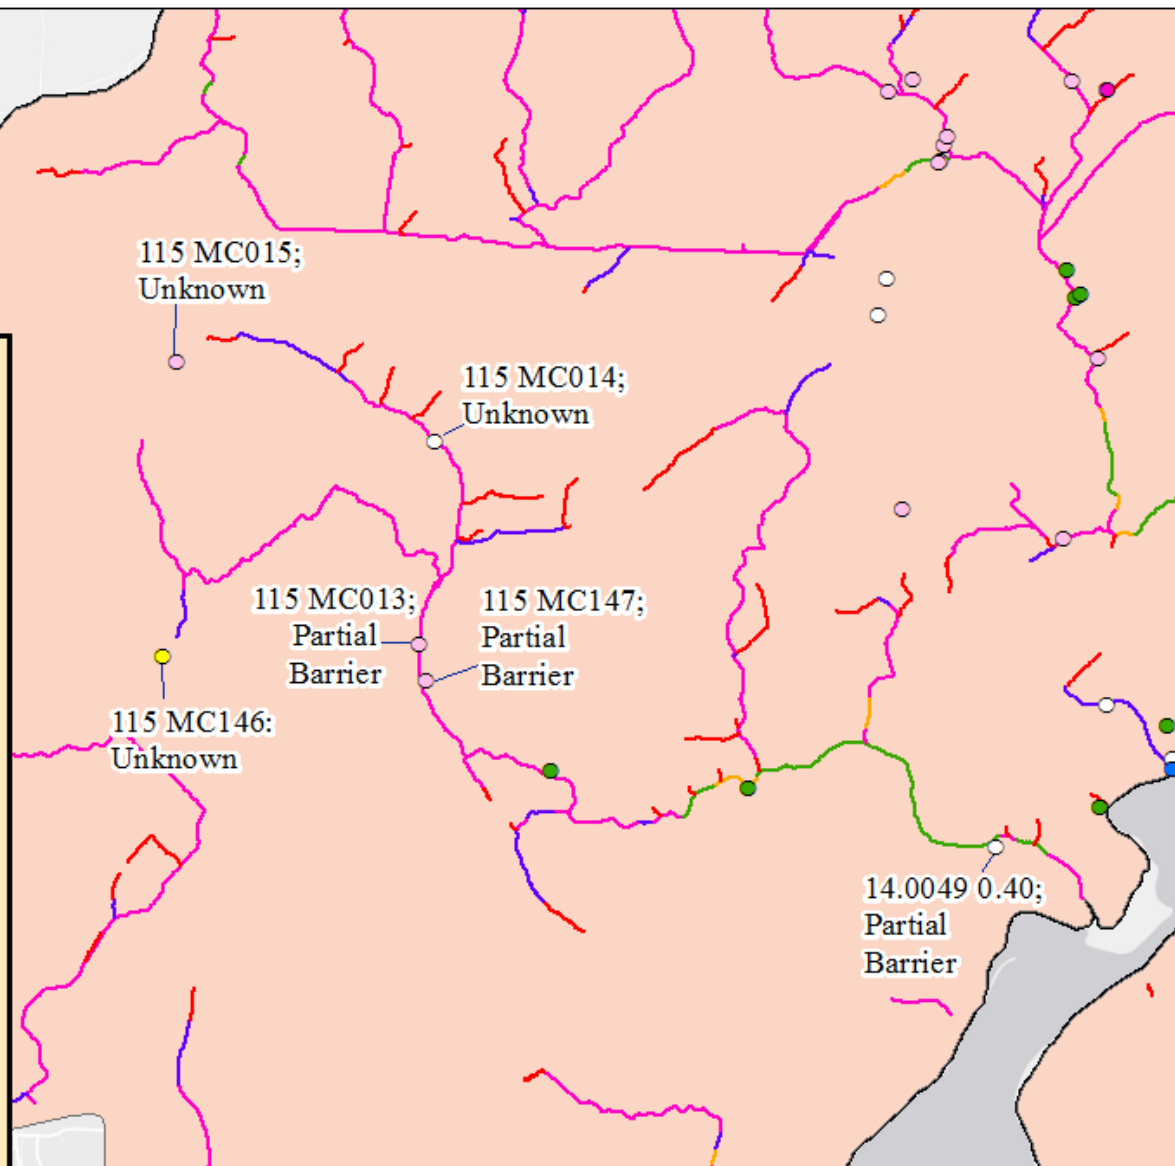 115 MC015;
Unknown
115 MC014;
Unknown
115 MC013;
Partial
Barrier
115 MC147;
Partial
Barrier
115 MC146:
Unknown
14.0049 0.40;
Partial
Barrier